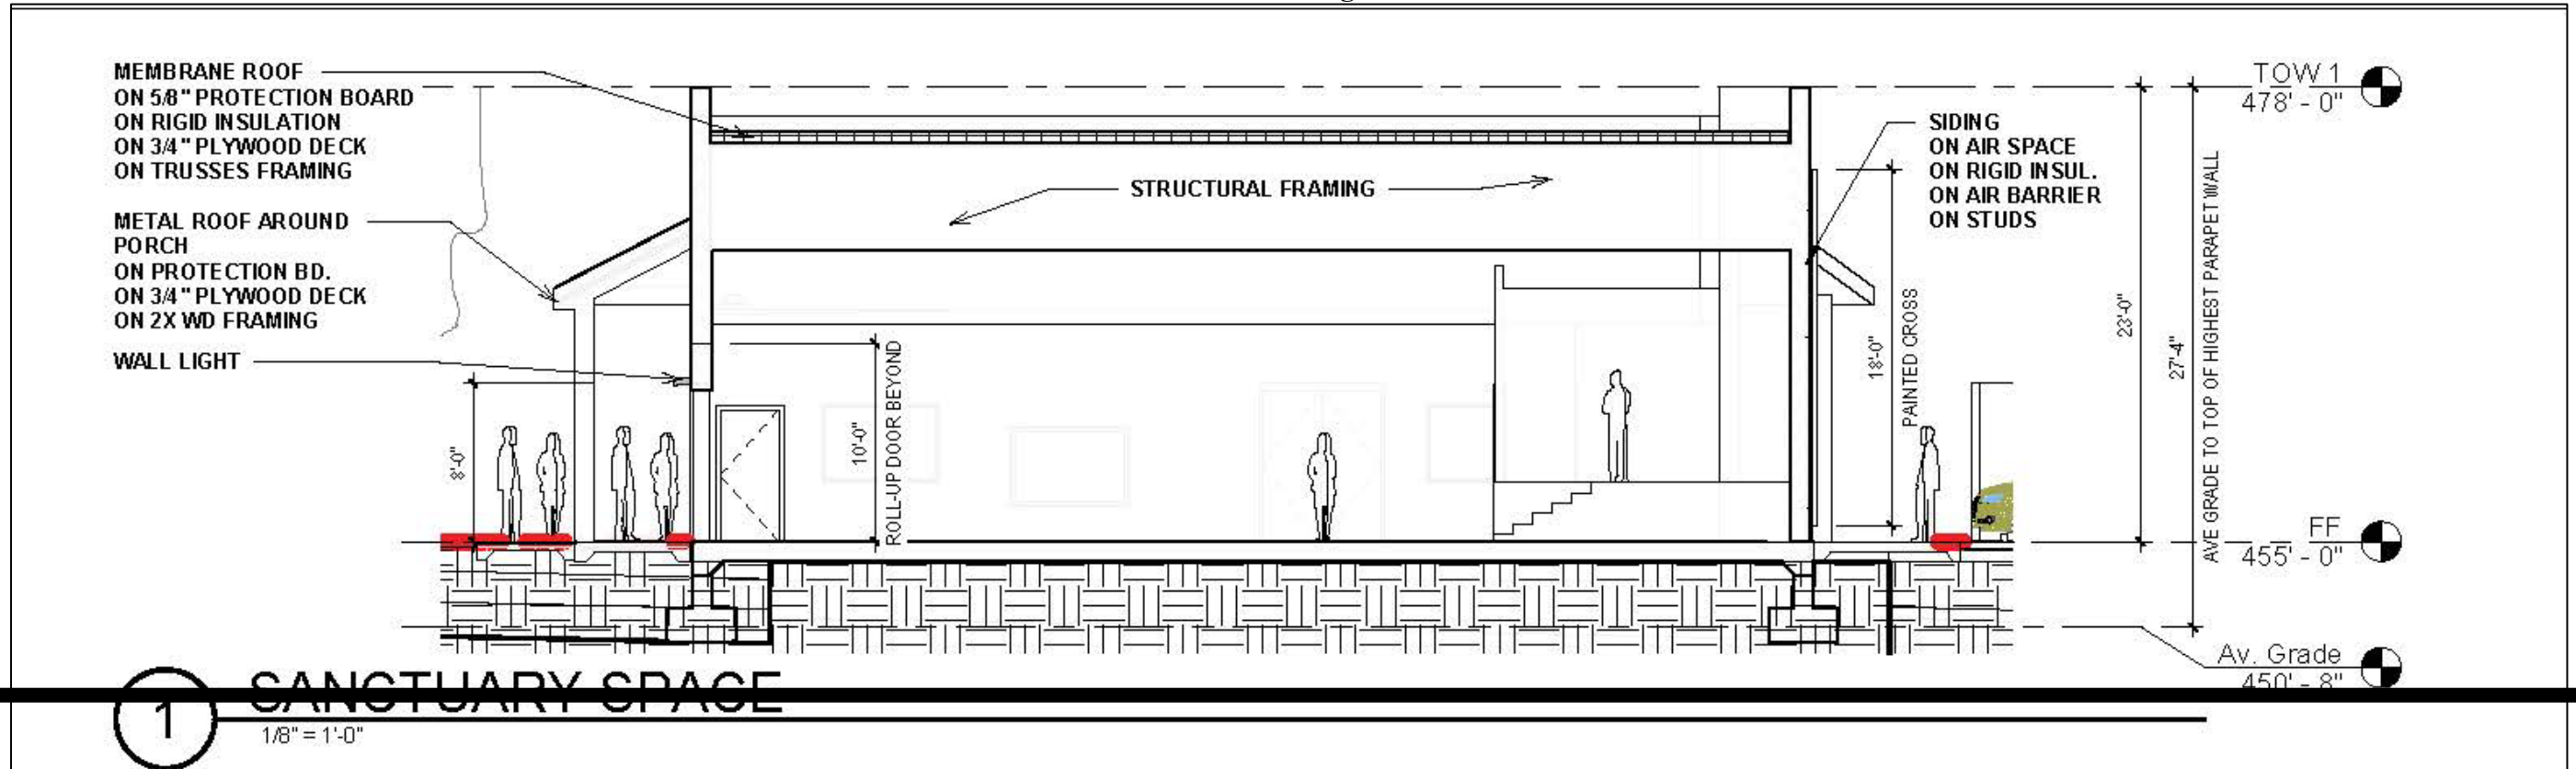 MEMBRANE ROOF
ON 5/8" PROTECTION BOARD
ON RIGID INSULATION
ON 3/4" PLYWOOD DECK
ON TRUSSES FRAMING
METAL ROOF AROUND
PORCH
ON PROTECTION BD.
ON 3/4" PLYWOOD DECK
ON 2X WD FRAMING
WALL LIGHT
8'-0"
10'-0"
ROLL-UP DOOR BEYOND
STRUCTURAL FRAMING
SIDING
ON AIR SPACE
ON RIGID INSUL.
ON AIR BARRIER
ON STUDS
18'-0"
PAINTED CROSS
23'-0"
27'-4"
AVE GRADE TO TOP OF HIGHEST PARAPET WALL
TOW 1
478' - 0"
FF
455' - 0"
Av. Grade
450' - 8"
1
SANCTUARY SPACE
1/8" = 1'-0"